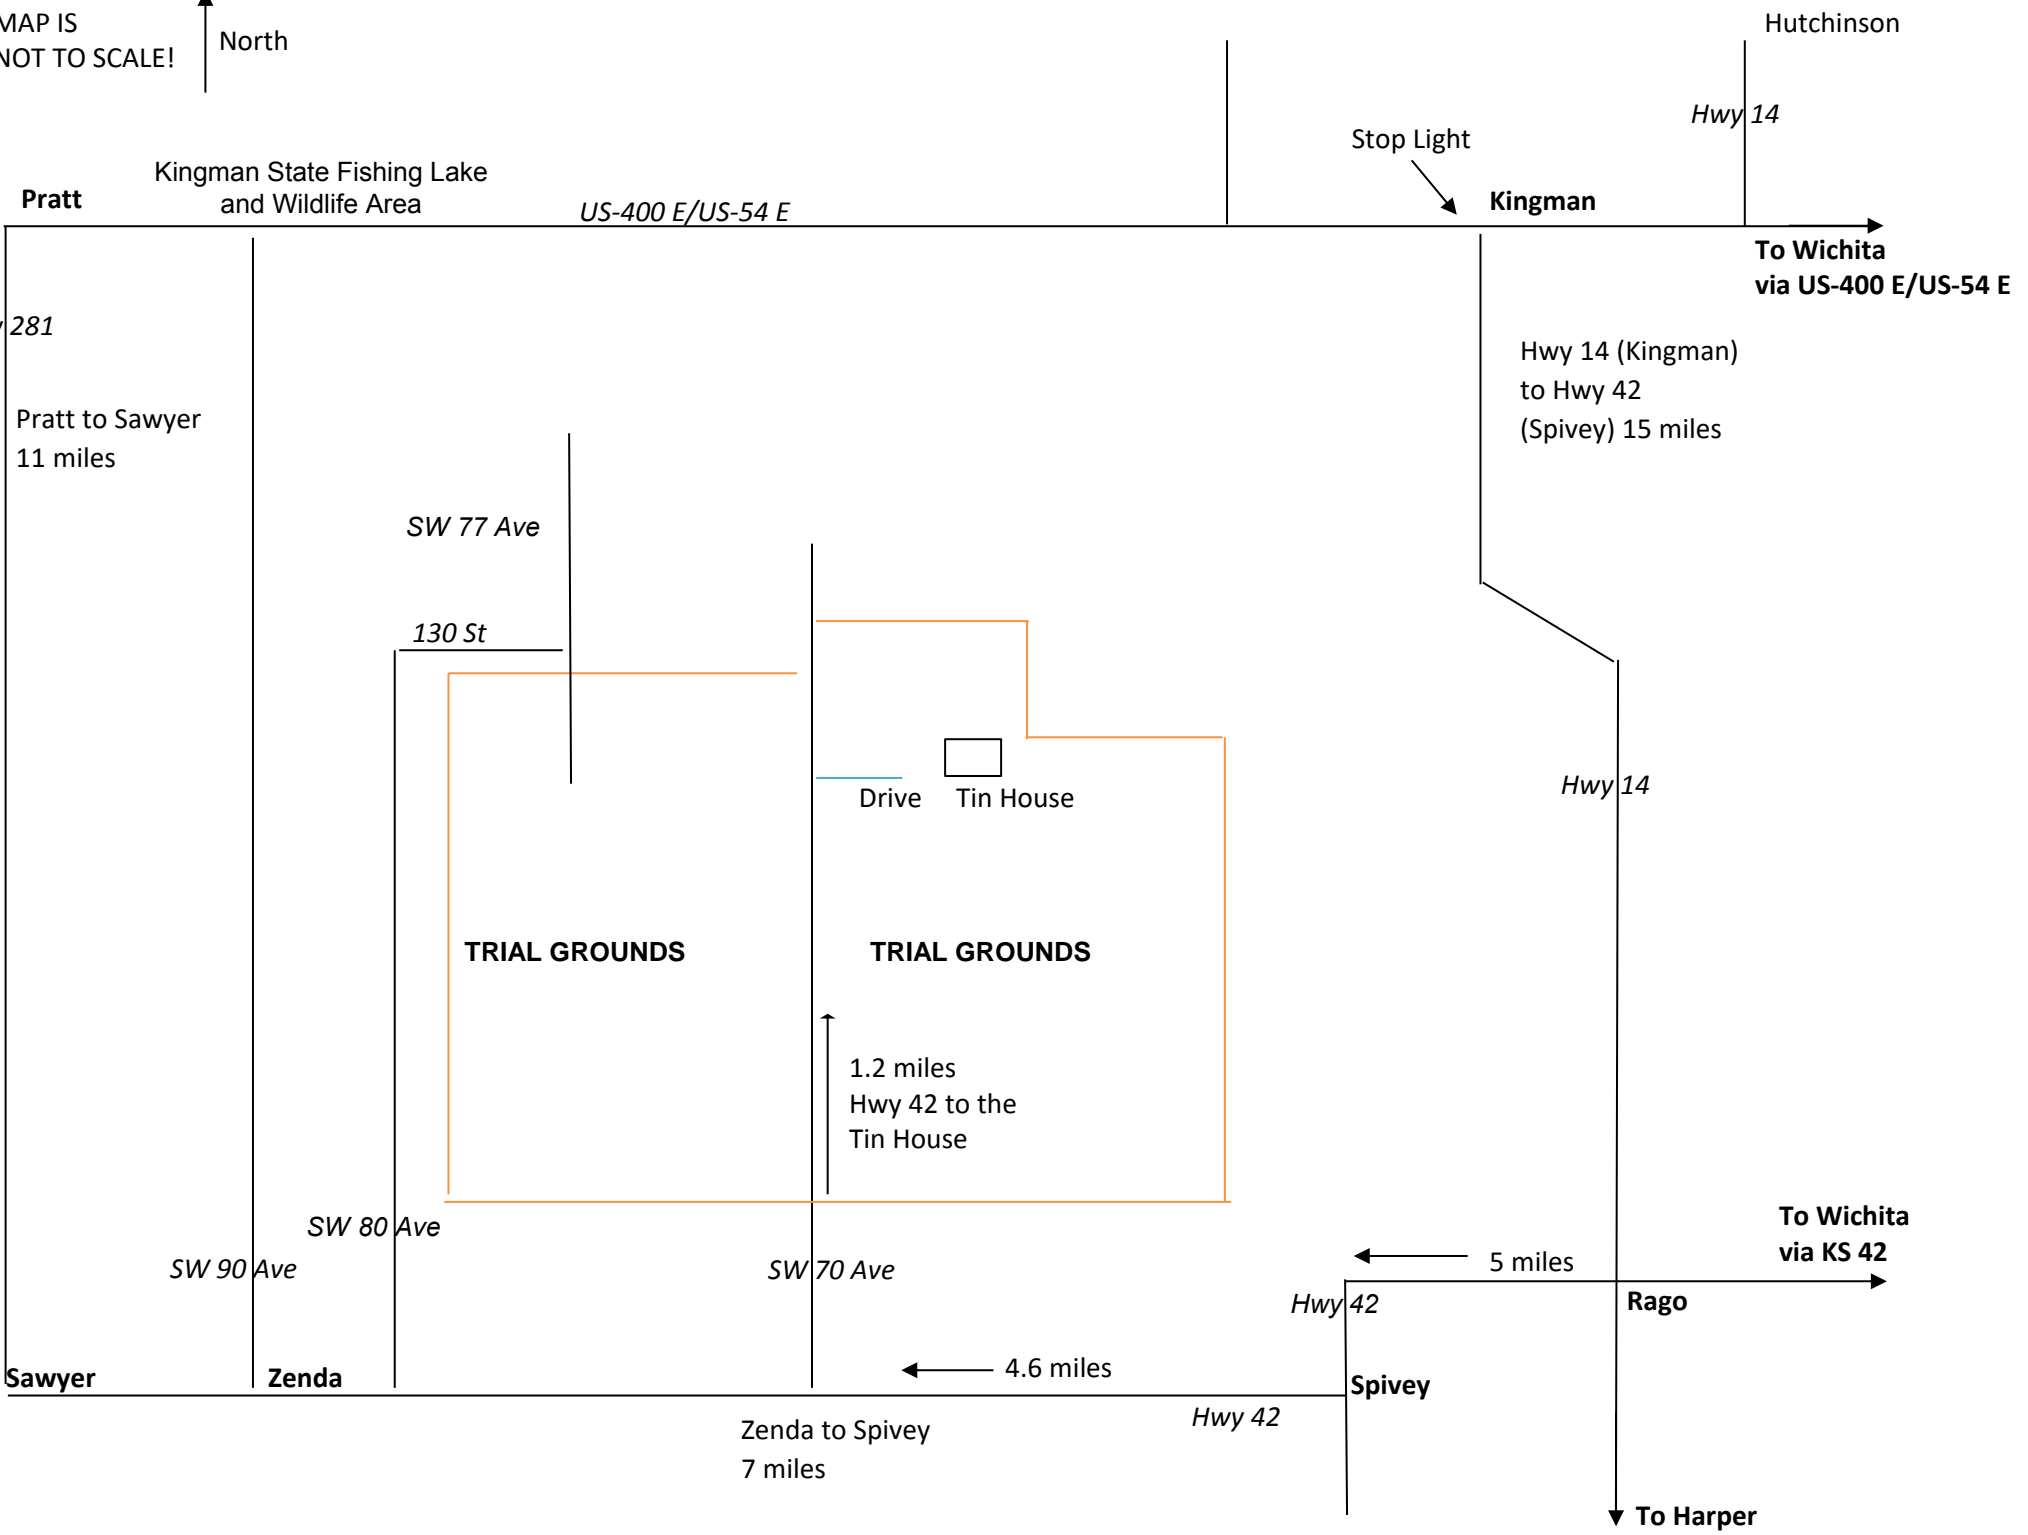 MAP IS
NOT TO SCALE!
North
Hutchinson
Hwy 14
Stop Light
Kingman State Fishing Lake
and Wildlife Area
Pratt
US-400 E/US-54 E
Kingman
To Wichita
via US-400 E/US-54 E
281
Hwy 14 (Kingman)
to Hwy 42
(Spivey) 15 miles
Pratt to Sawyer
11 miles
SW 77 Ave
130 St
Drive
Tin House
Hwy 14
TRIAL GROUNDS
TRIAL GROUNDS
1.2 miles
Hwy 42 to the
Tin House
SW 80 Ave
SW 90 Ave
SW 70 Ave
To Wichita
via KS 42
5 miles
Hwy 42
Rago
Sawyer
Zenda
4.6 miles
Spivey
Hwy 42
Zenda to Spivey
7 miles
To Harper